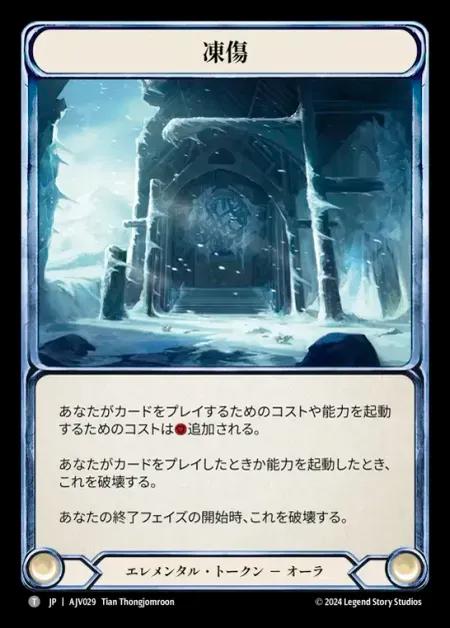 凍傷
あなたがカードをプレイするためのコストや能力を起動
するためのコストは追加される。
あなたがカードをプレイしたときか能力を起動したとき、
これを破壊する。
あなたの終了フェイズの開始時、これを破壊する。
エレメンタル・トークン － オーラ
T JP | AJV029 Tian Thongjomroon © 2024 Legend Story Studios